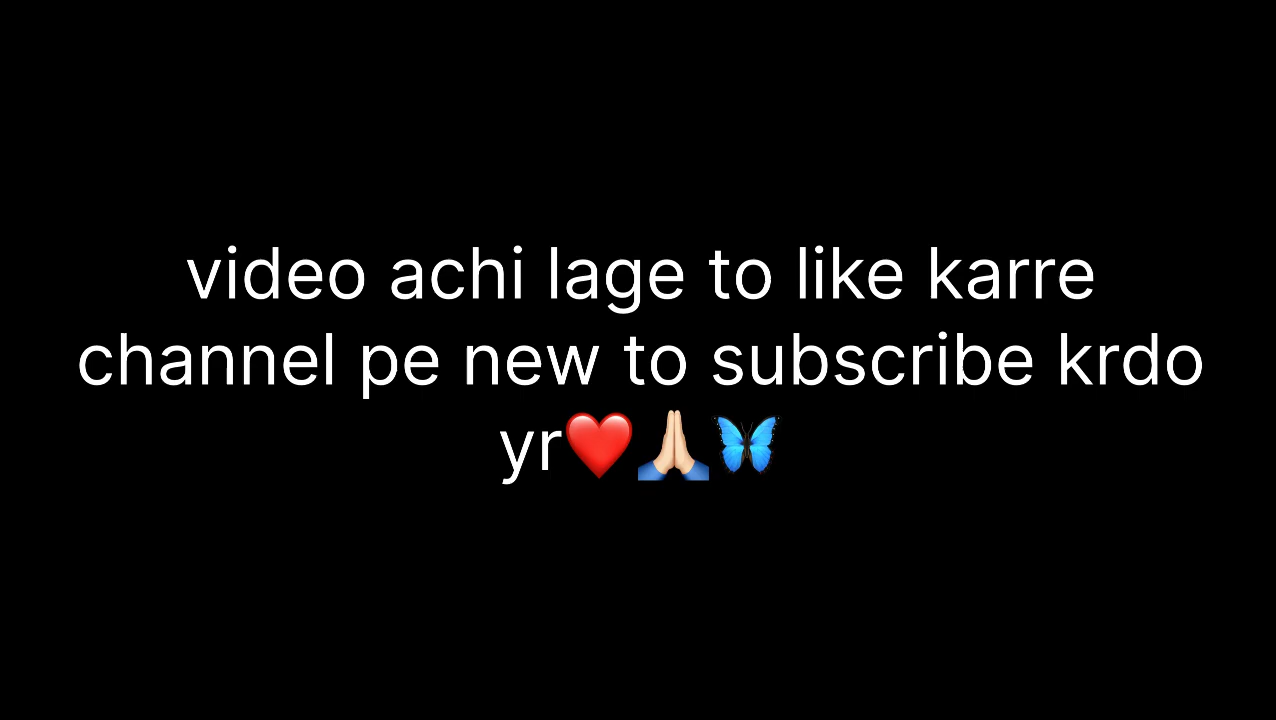 video achi lage to like karre
channel pe new to subscribe krdo
yr❤️🙏🏻🦋